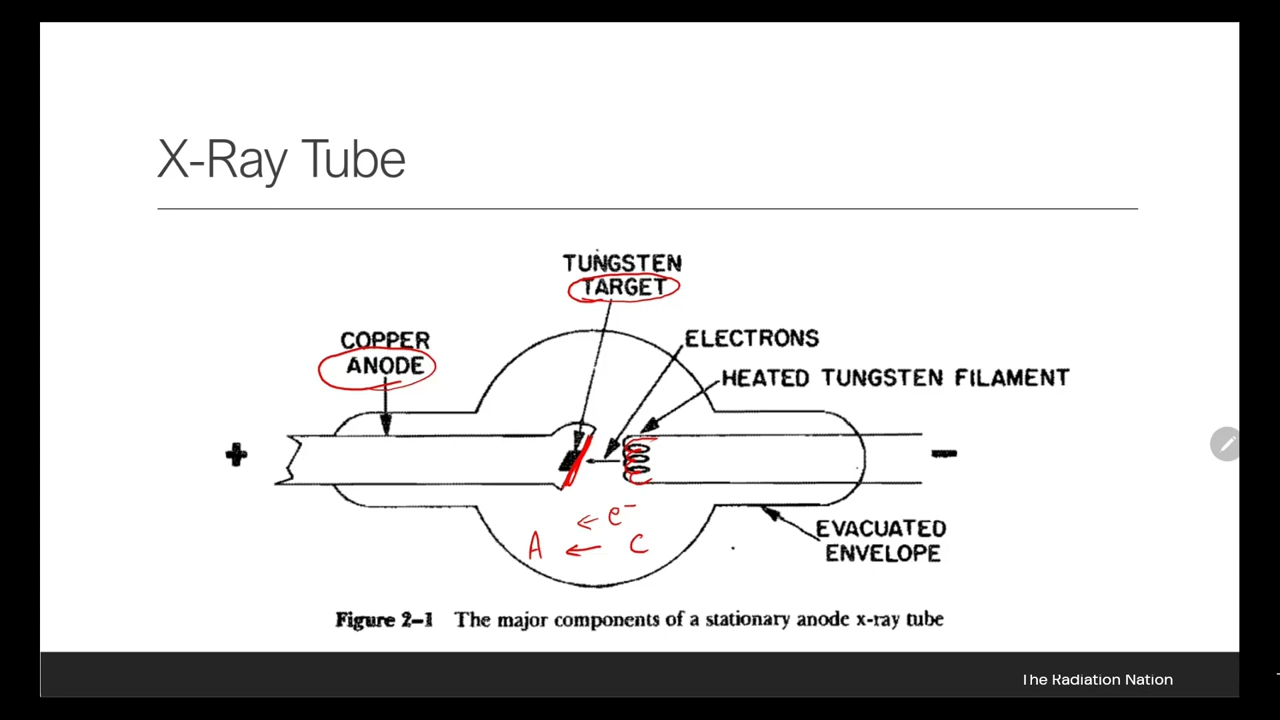 X-Ray Tube
TUNGSTEN
TARGET
COPPER
ANODE
ELECTRONS
HEATED TUNGSTEN FILAMENT
+
−
← e⁻
A ← C
EVACUATED
ENVELOPE
Figure 2–1 The major components of a stationary anode x-ray tube
The Radiation Nation